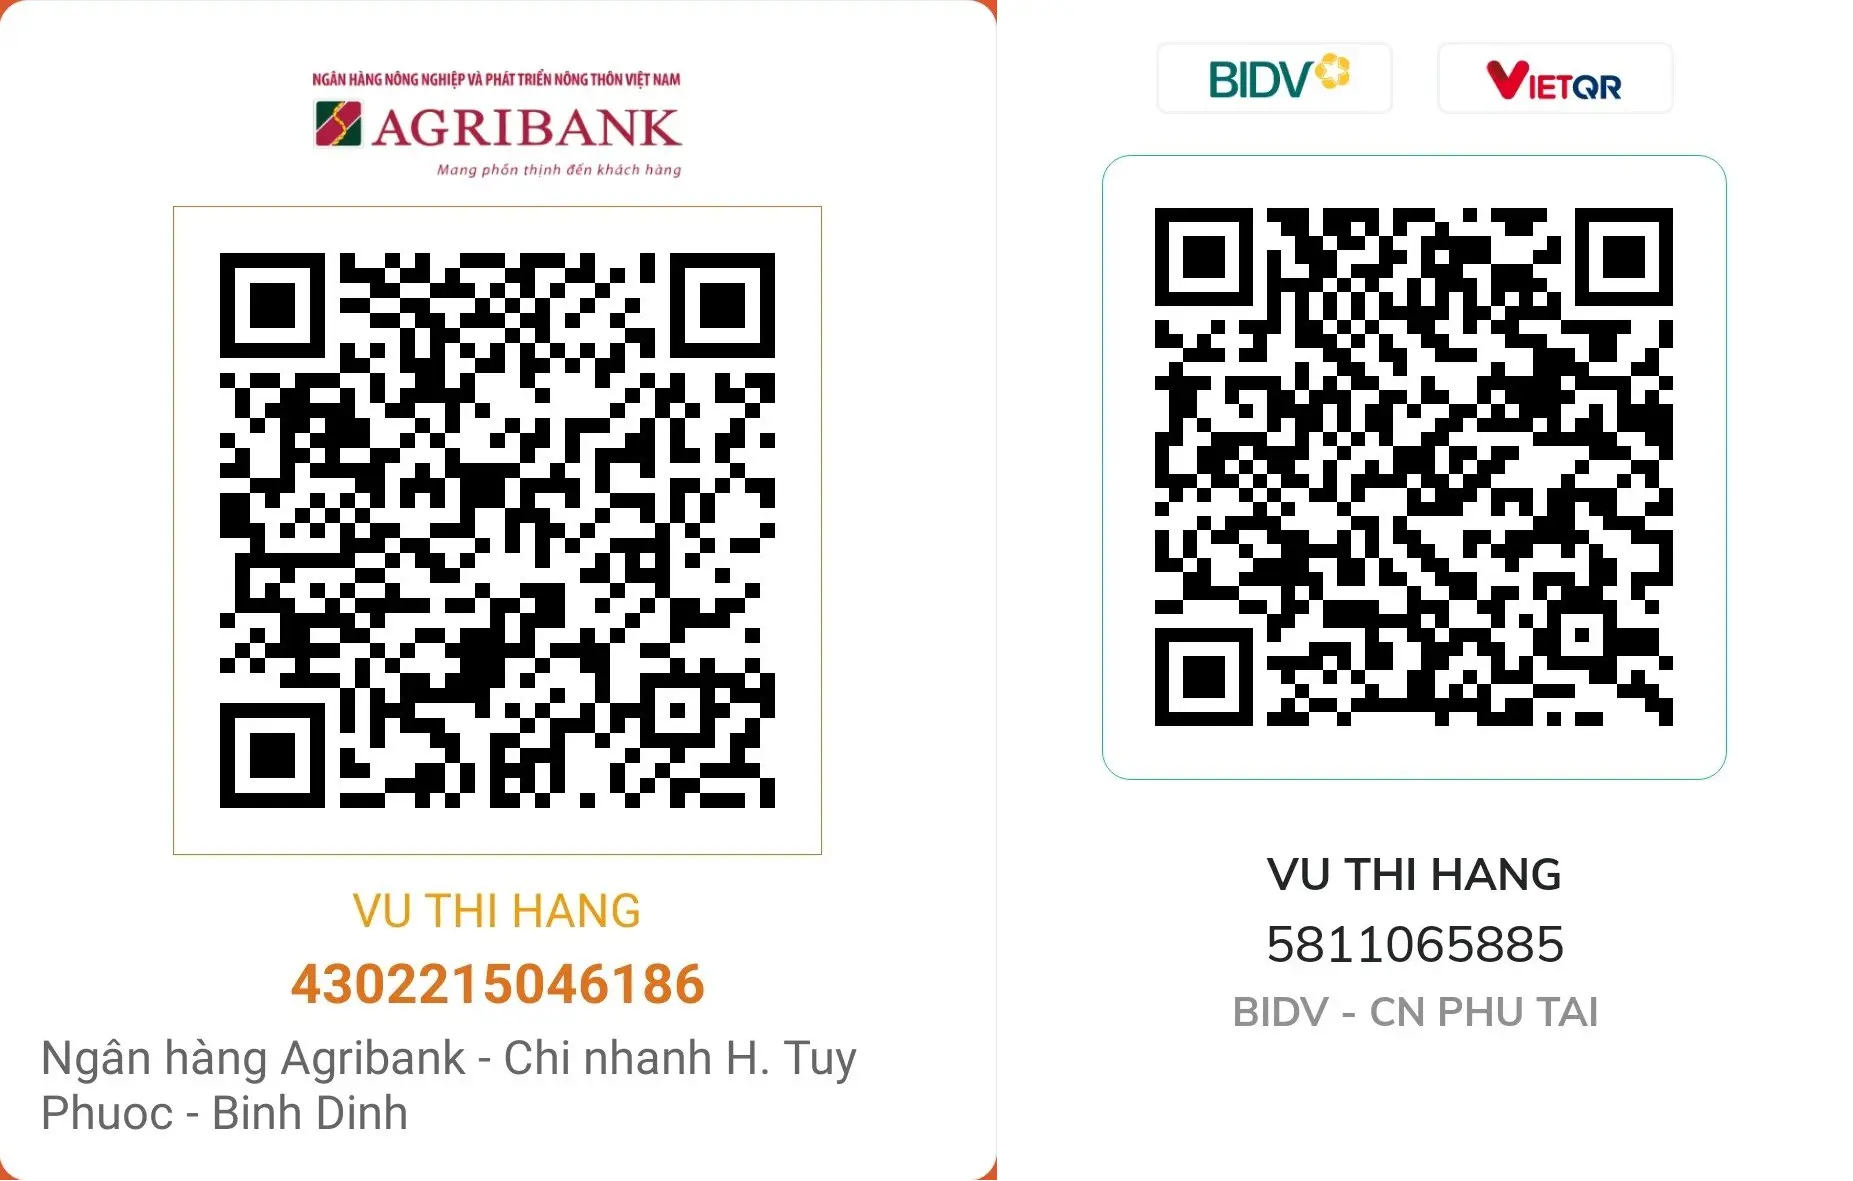 NGÂN HÀNG NÔNG NGHIỆP VÀ PHÁT TRIỂN NÔNG THÔN VIỆT NAM
AGRIBANK
Mang phồn thịnh đến khách hàng
VU THI HANG
4302215046186
Ngân hàng Agribank - Chi nhanh H. Tuy
Phuoc - Binh Dinh
BIDV
VIETQR
VU THI HANG
5811065885
BIDV - CN PHU TAI